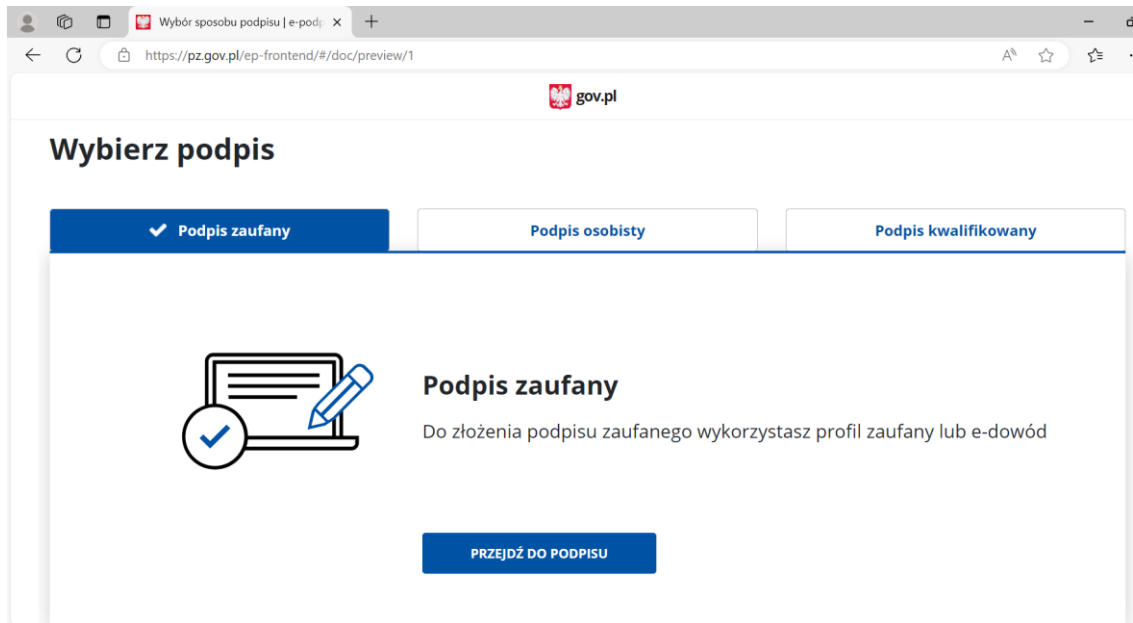 Wybór sposobu podpisu | e-podp
https://pz.gov.pl/ep-frontend/#/doc/preview/1
gov.pl
Wybierz podpis
Podpis zaufany
Podpis osobisty
Podpis kwalifikowany
Podpis zaufany
Do złożenia podpisu zaufanego wykorzystasz profil zaufany lub e-dowód
PRZEJDŹ DO PODPISU